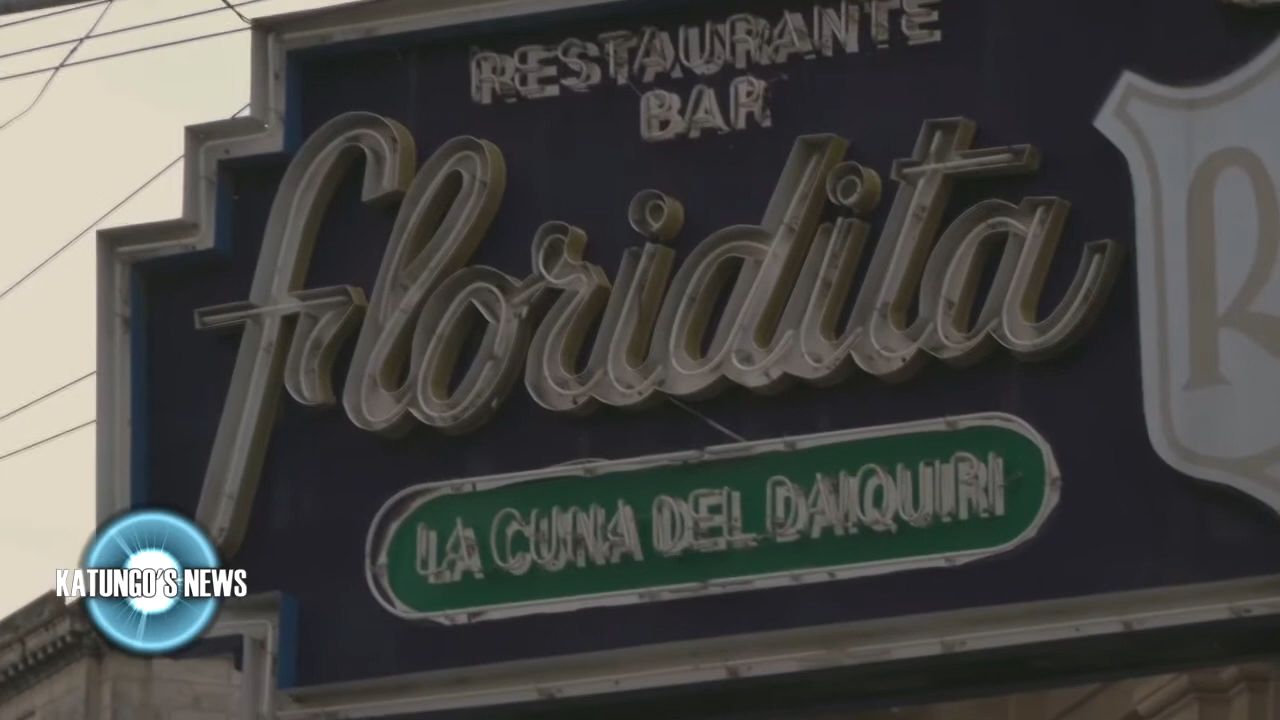 RESTAURANTE
BAR
floridita
LA CUNA DEL DAIQUIRI
R
KATUNGO'S NEWS